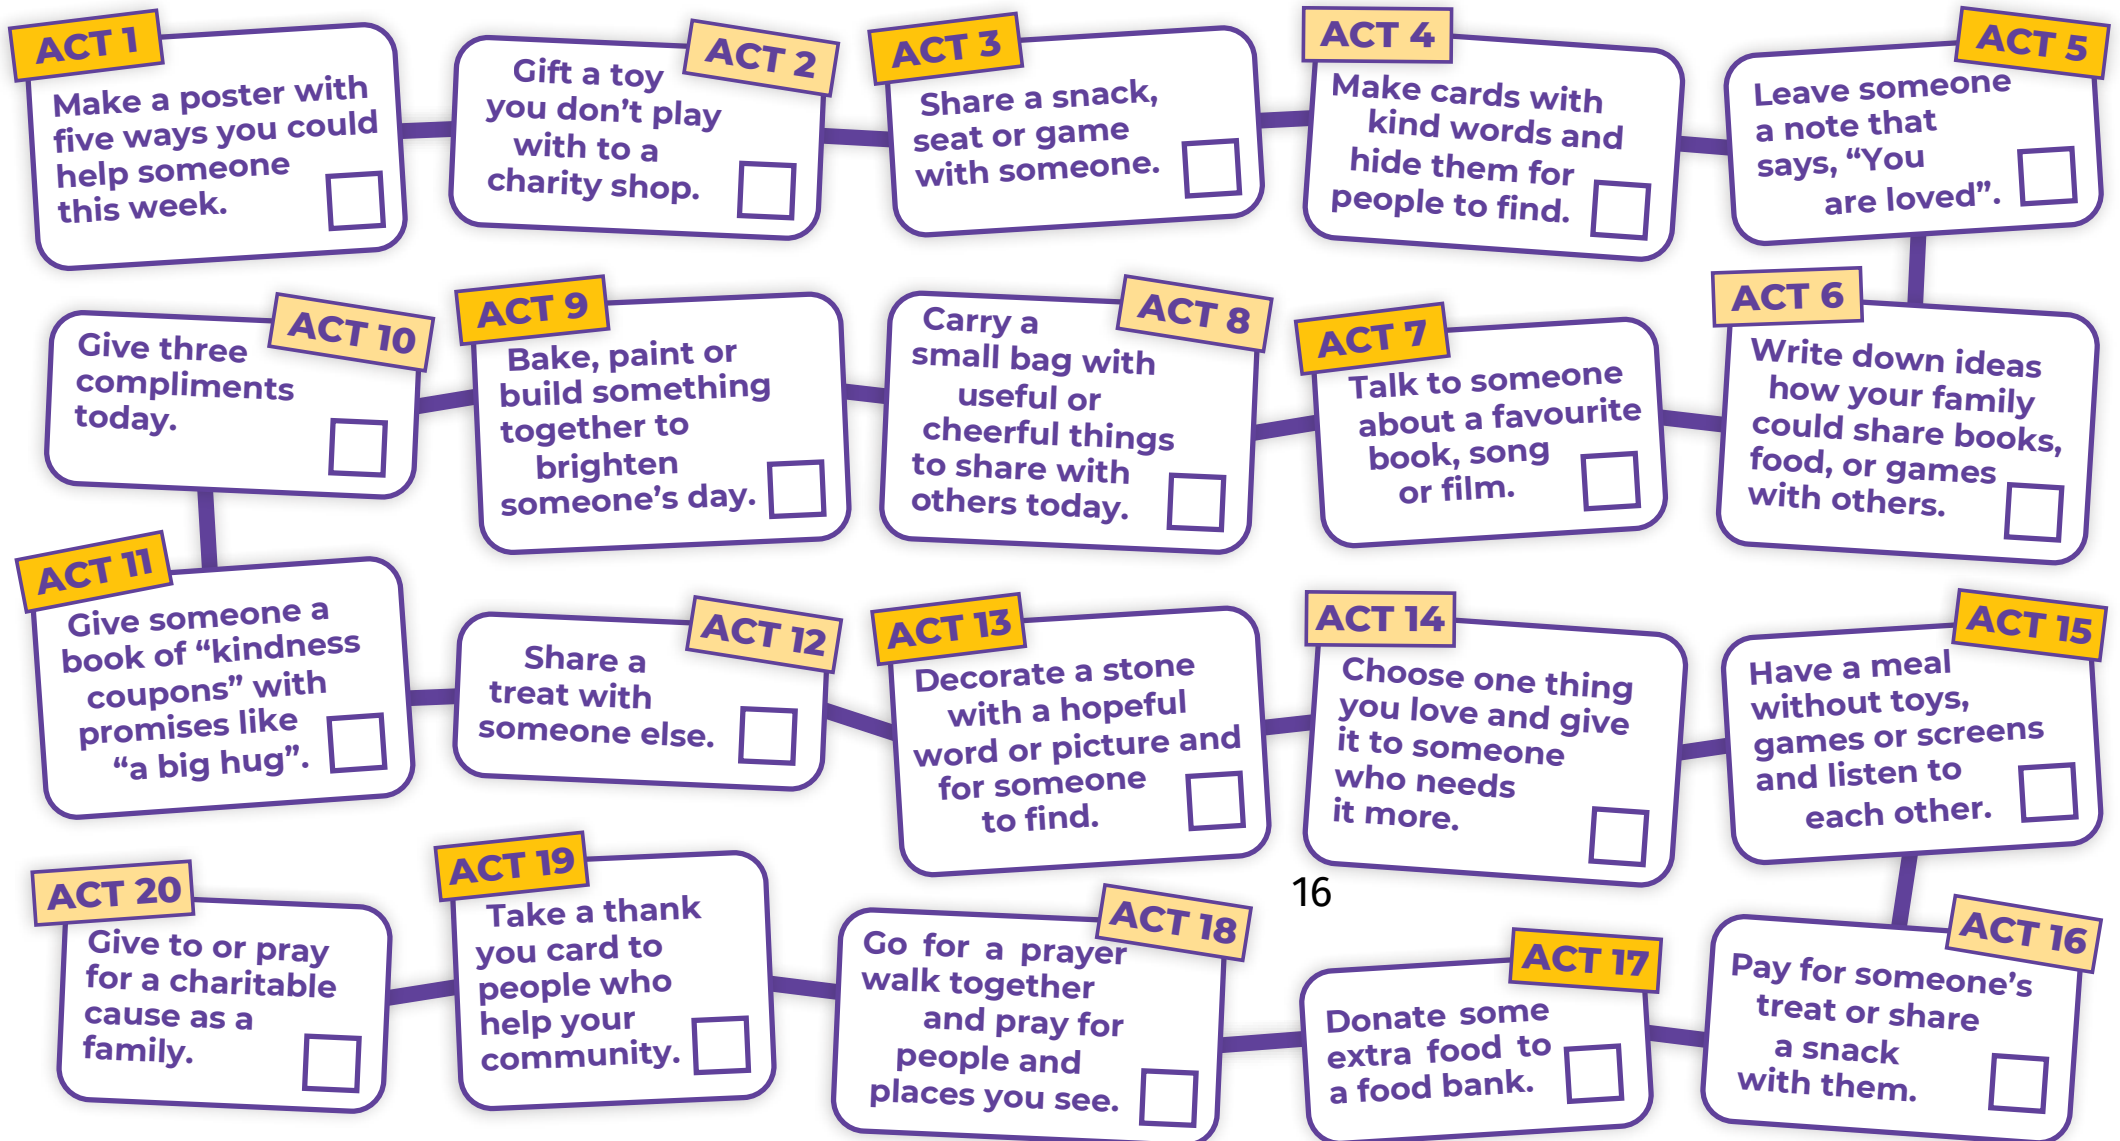 ACT 1
Make a poster with
five ways you could
help someone
this week.
ACT 2
Gift a toy
you don't play
with to a
charity shop.
ACT 3
Share a snack,
seat or game
with someone.
ACT 4
Make cards with
kind words and
hide them for
people to find.
ACT 5
Leave someone
a note that
says, “You
are loved”.
ACT 6
Write down ideas
how your family
could share books,
food, or games
with others.
ACT 7
Talk to someone
about a favourite
book, song
or film.
ACT 8
Carry a
small bag with
useful or
cheerful things
to share with
others today.
ACT 9
Bake, paint or
build something
together to
brighten
someone's day.
ACT 10
Give three
compliments
today.
ACT 11
Give someone a
book of “kindness
coupons” with
promises like
“a big hug”.
ACT 12
Share a
treat with
someone else.
ACT 13
Decorate a stone
with a hopeful
word or picture and
for someone
to find.
ACT 14
Choose one thing
you love and give
it to someone
who needs
it more.
ACT 15
Have a meal
without toys,
games or screens
and listen to
each other.
ACT 16
Pay for someone's
treat or share
a snack
with them.
ACT 17
Donate some
extra food to
a food bank.
ACT 18
Go for a prayer
walk together
and pray for
people and
places you see.
ACT 19
Take a thank
you card to
people who
help your
community.
ACT 20
Give to or pray
for a charitable
cause as a
family.
16